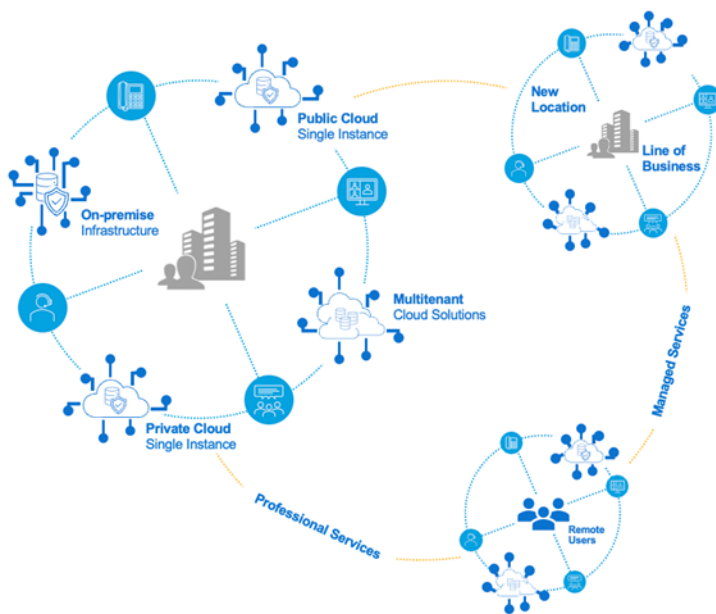 Public Cloud
Single Instance
New
Location
Line of
Business
On-premise
Infrastructure
Multitenant
Cloud Solutions
Private Cloud
Single Instance
Managed Services
Professional Services
Remote
Users